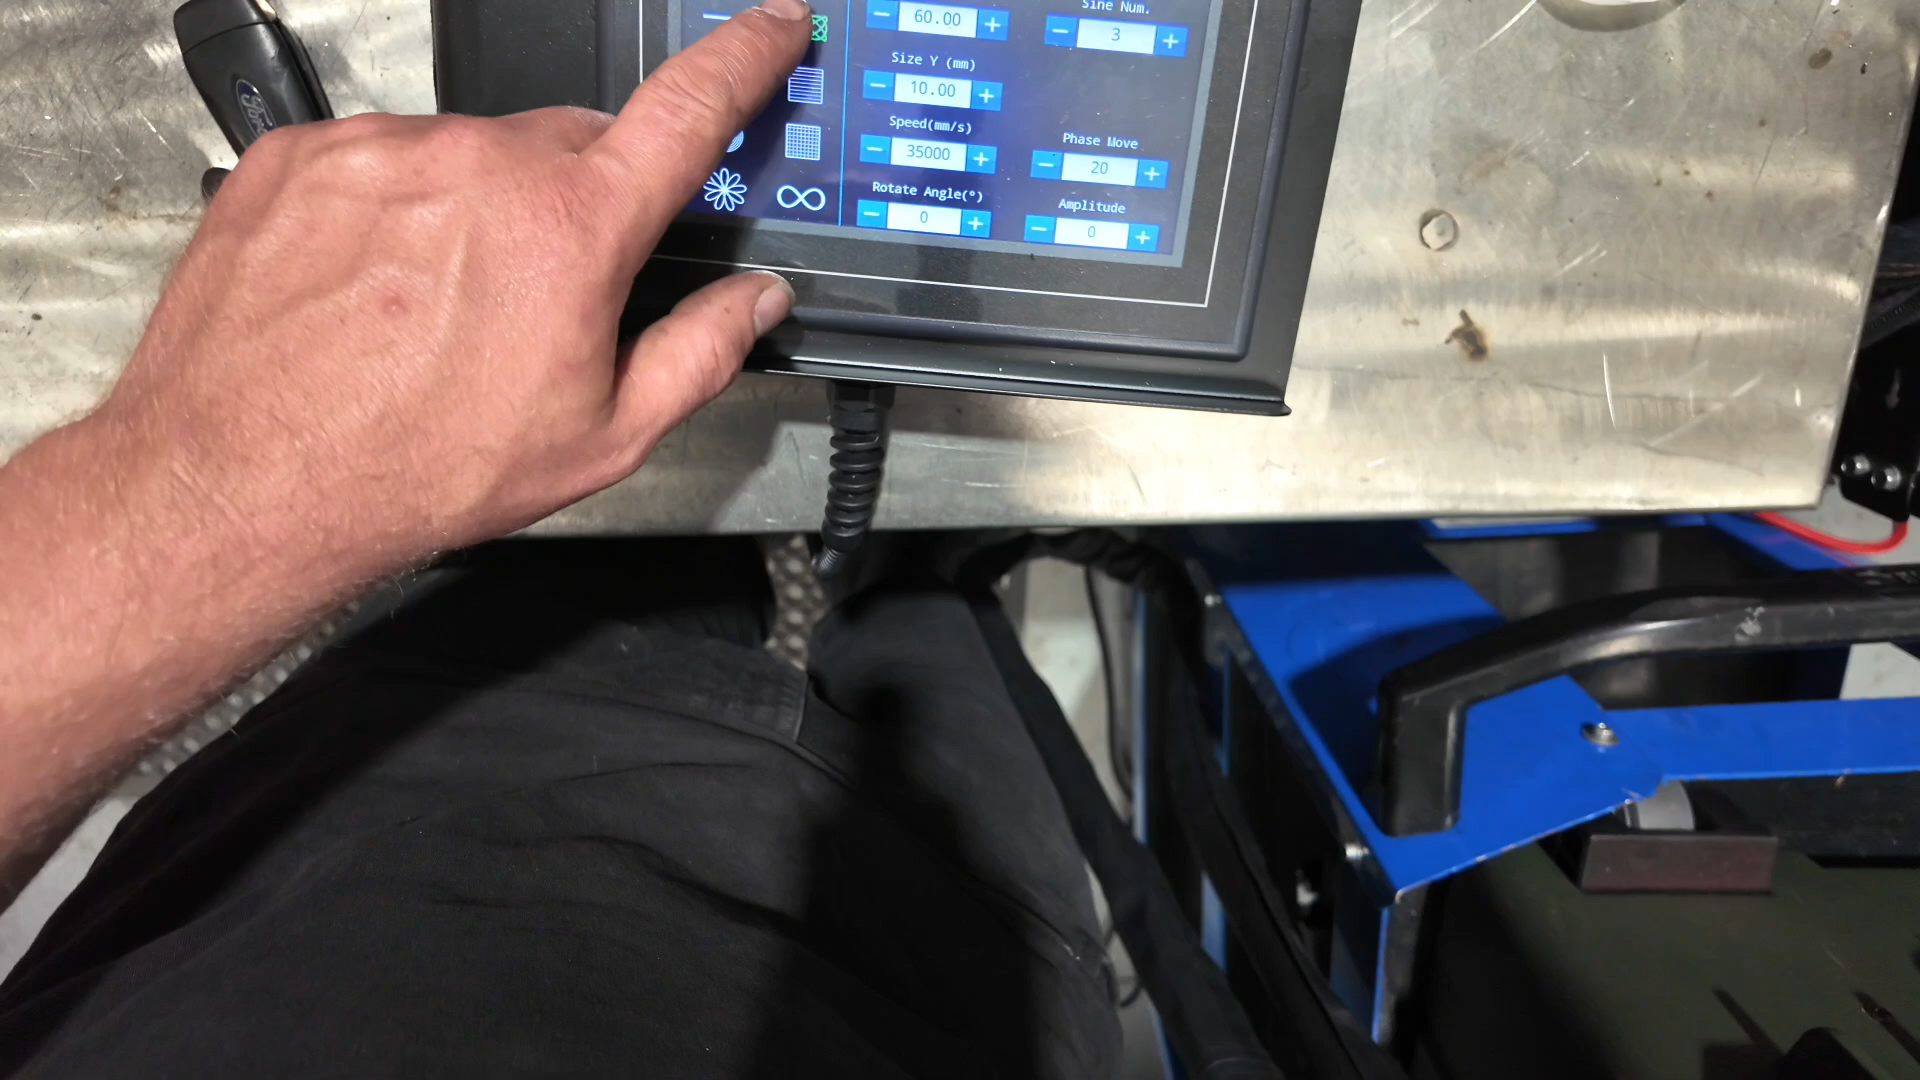 Sine Num.
60.00
3
Size Y (mm)
10.00
Speed(mm/s)
35000
Phase Move
20
Rotate Angle(°)
0
Amplitude
0
Ford